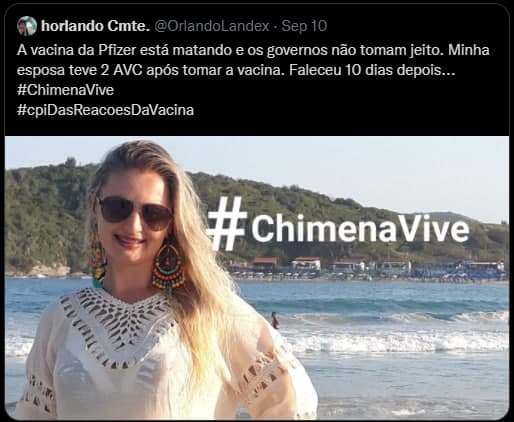 horlando Cmte. @OrlandoLandex · Sep 10
A vacina da Pfizer está matando e os governos não tomam jeito. Minha
esposa teve 2 AVC após tomar a vacina. Faleceu 10 dias depois...
#ChimenaVive
#cpiDasReacoesDaVacina
#ChimenaVive